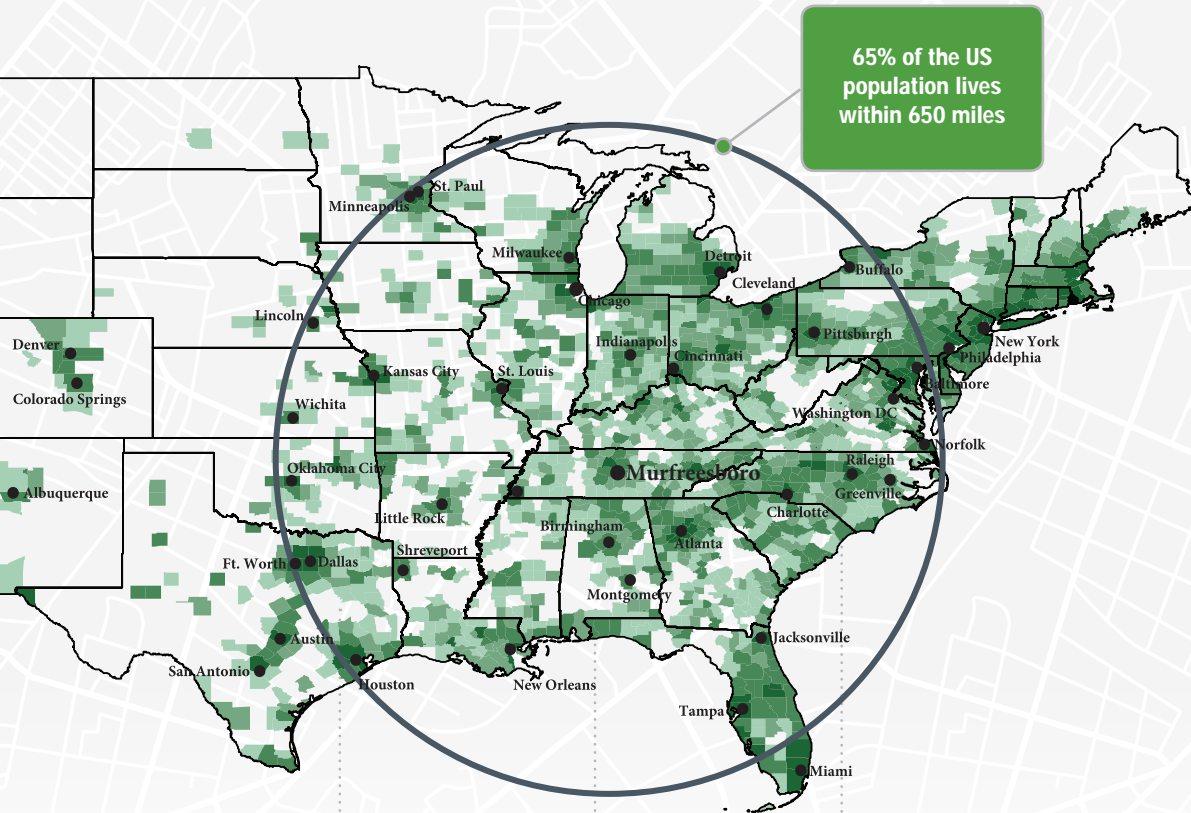 65% of the US
population lives
within 650 miles
St. Paul
Minneapolis
Milwaukee
Detroit
Buffalo
Cleveland
Chicago
Lincoln
Denver
Pittsburgh
New York
Indianapolis
Cincinnati
Philadelphia
Kansas City
St. Louis
Baltimore
Colorado Springs
Wichita
Washington DC
Norfolk
Raleigh
Oklahoma City
Murfreesboro
Albuquerque
Greenville
Little Rock
Charlotte
Birmingham
Atlanta
Shreveport
Ft. Worth
Dallas
Montgomery
Austin
Jacksonville
San Antonio
Houston
New Orleans
Tampa
Miami